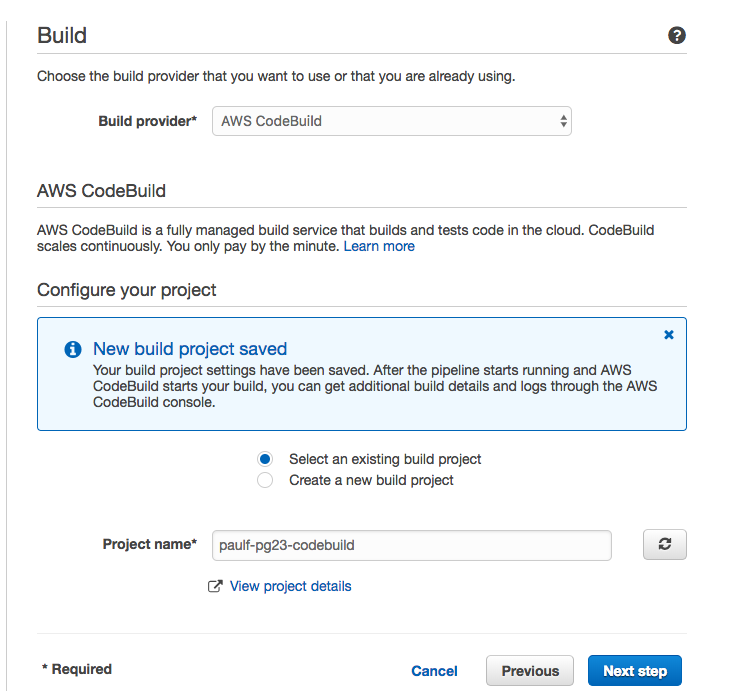 Build
?
Choose the build provider that you want to use or that you are already using.
Build provider*
AWS CodeBuild
AWS CodeBuild
AWS CodeBuild is a fully managed build service that builds and tests code in the cloud. CodeBuild
scales continuously. You only pay by the minute. Learn more
Configure your project
New build project saved
Your build project settings have been saved. After the pipeline starts running and AWS
CodeBuild starts your build, you can get additional build details and logs through the AWS
CodeBuild console.
Select an existing build project
Create a new build project
Project name*
paulf-pg23-codebuild
View project details
* Required
Cancel
Previous
Next step